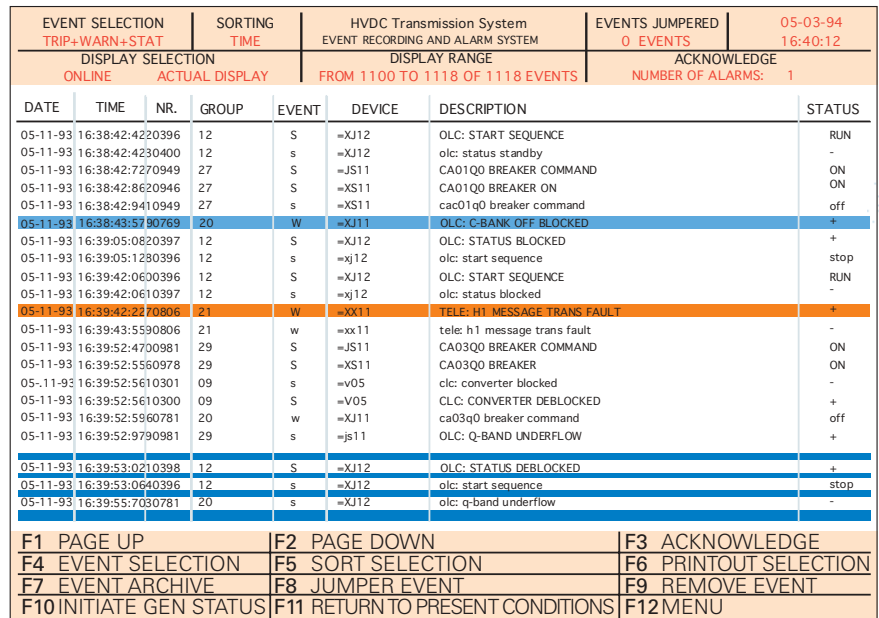 EVENT SELECTION SORTING HVDC Transmission System EVENTS JUMPERED 05-03-94
TRIP+WARN+STAT TIME EVENT RECORDING AND ALARM SYSTEM 0 EVENTS 16:40:12
DISPLAY SELECTION DISPLAY RANGE ACKNOWLEDGE
ONLINE ACTUAL DISPLAY FROM 1100 TO 1118 OF 1118 EVENTS NUMBER OF ALARMS: 1
DATE TIME NR. GROUP EVENT DEVICE DESCRIPTION STATUS
05-11-93 16:38:42:4220396 12 S =XJ12 OLC: START SEQUENCE RUN
05-11-93 16:38:42:4230400 12 s =XJ12 olc: status standby -
05-11-93 16:38:42:7270949 27 S =JS11 CA01Q0 BREAKER COMMAND ON
05-11-93 16:38:42:8620946 27 S =XS11 CA01Q0 BREAKER ON ON
05-11-93 16:38:42:9410949 27 s =XS11 cac01q0 breaker command off
05-11-93 16:38:43:5790769 20 W =XJ11 OLC: C-BANK OFF BLOCKED +
05-11-93 16:39:05:0820397 12 S =XJ12 OLC: STATUS BLOCKED +
05-11-93 16:39:05:1280396 12 s =xj12 olc: start sequence stop
05-11-93 16:39:42:0600396 12 S =XJ12 OLC: START SEQUENCE RUN
05-11-93 16:39:42:0610397 12 s =xj12 olc: status blocked -
05-11-93 16:39:42:2270806 21 W =XX11 TELE: H1 MESSAGE TRANS FAULT +
05-11-93 16:39:43:5590806 21 w =xx11 tele: h1 message trans fault -
05-11-93 16:39:52:4700981 29 S =JS11 CA03Q0 BREAKER COMMAND ON
05-11-93 16:39:52:5560978 29 S =XS11 CA03Q0 BREAKER ON
05-.11-93 16:39:52:5610301 09 s =v05 clc: converter blocked -
05-11-93 16:39:52:5610300 09 S =V05 CLC: CONVERTER DEBLOCKED +
05-11-93 16:39:52:5960781 20 w =XJ11 ca03q0 breaker command off
05-11-93 16:39:52:9790981 29 s =js11 OLC: Q-BAND UNDERFLOW +
05-11-93 16:39:53:0210398 12 S =XJ12 OLC: STATUS DEBLOCKED +
05-11-93 16:39:53:0640396 12 s =XJ12 olc: start sequence stop
05-11-93 16:39:55:7030781 20 s =XJ12 olc: q-band underflow -
F1 PAGE UP F2 PAGE DOWN F3 ACKNOWLEDGE
F4 EVENT SELECTION F5 SORT SELECTION F6 PRINTOUT SELECTION
F7 EVENT ARCHIVE F8 JUMPER EVENT F9 REMOVE EVENT
F10 INITIATE GEN STATUS F11 RETURN TO PRESENT CONDITIONS F12 MENU